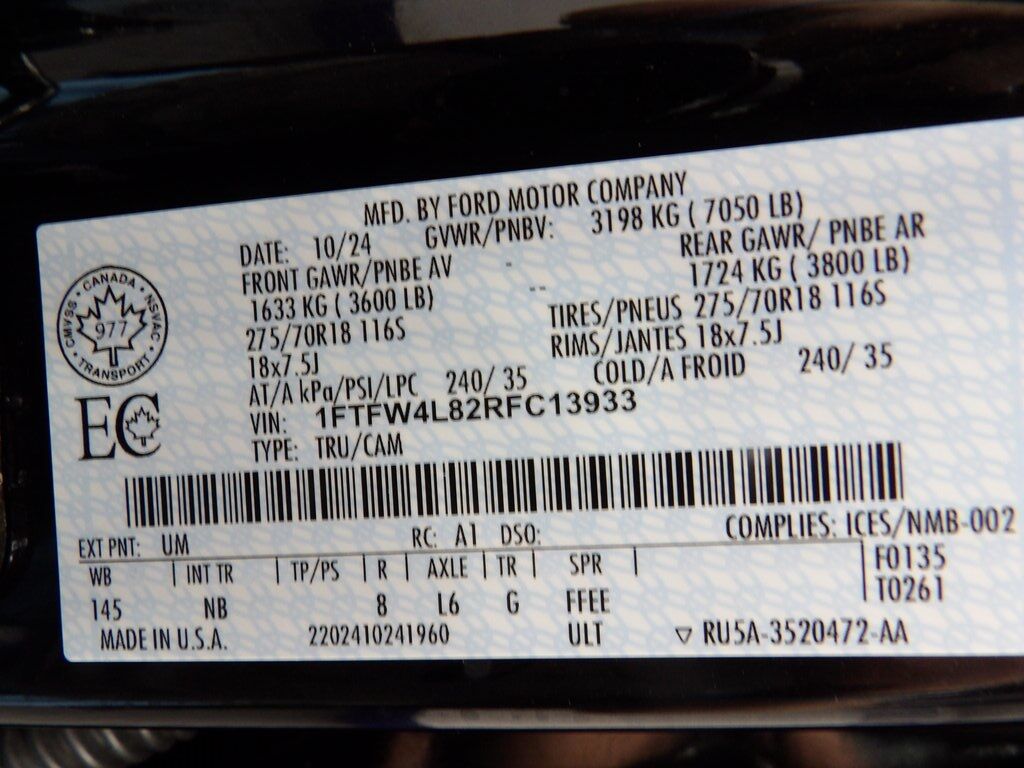 MFD. BY FORD MOTOR COMPANY
DATE: 10/24 GVWR/PNBV: 3198 KG ( 7050 LB)
FRONT GAWR/PNBE AV REAR GAWR/ PNBE AR
1633 KG ( 3600 LB) 1724 KG ( 3800 LB)
275/70R18 116S TIRES/PNEUS 275/70R18 116S
18x7.5J RIMS/JANTES 18x7.5J
AT/A kPa/PSI/LPC 240/ 35 COLD/A FROID 240/ 35
VIN: 1FTFW4L82RFC13933
TYPE: TRU/CAM
CANADA
CMVSS 977 NSVAC
TRANSPORT
EC
EXT PNT: UM RC: A1 DSO: COMPLIES: ICES/NMB-002
WB | INT TR | TP/PS | R | AXLE | TR | SPR | F0135
145 NB 8 L6 G FFEE T0261
MADE IN U.S.A. 2202410241960 ULT ▽ RU5A-3520472-AA